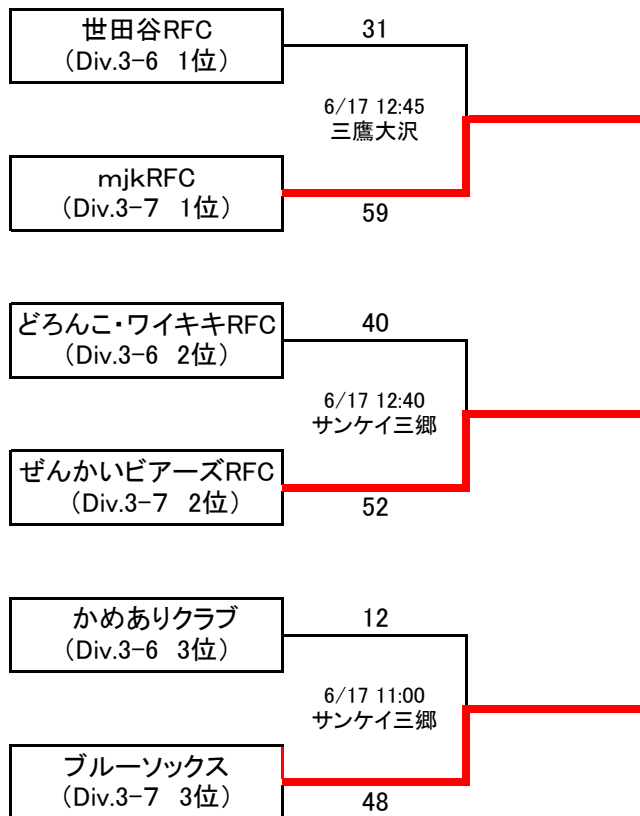 世田谷RFC
（Div.3-6　1位）
31
6/17 12:45
三鷹大沢
ｍjkRFC
（Div.3-7　1位）
59
どろんこ・ワイキキRFC
（Div.3-6　2位）
40
6/17 12:40
サンケイ三郷
ぜんかいビアーズRFC
（Div.3-7　2位）
52
かめありクラブ
（Div.3-6　3位）
12
6/17 11:00
サンケイ三郷
ブルーソックス
（Div.3-7　3位）
48